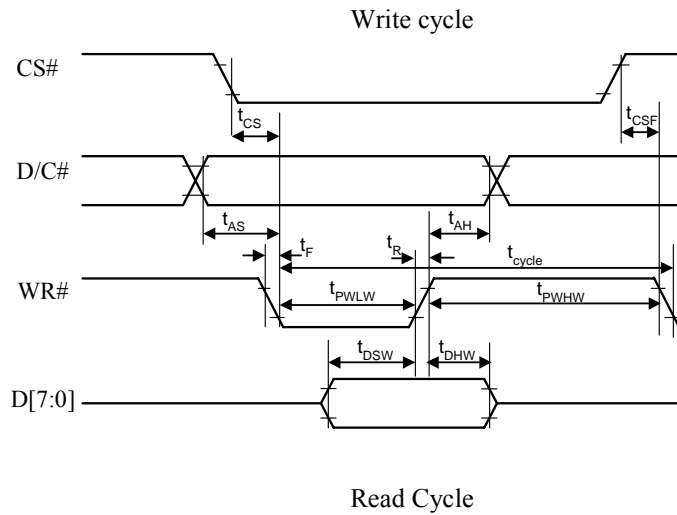 Write cycle
CS#
tCS
tCSF
D/C#
tAS
tF
tR
tAH
tcycle
WR#
tPWLW
tPWHW
tDSW
tDHW
D[7:0]
Read Cycle